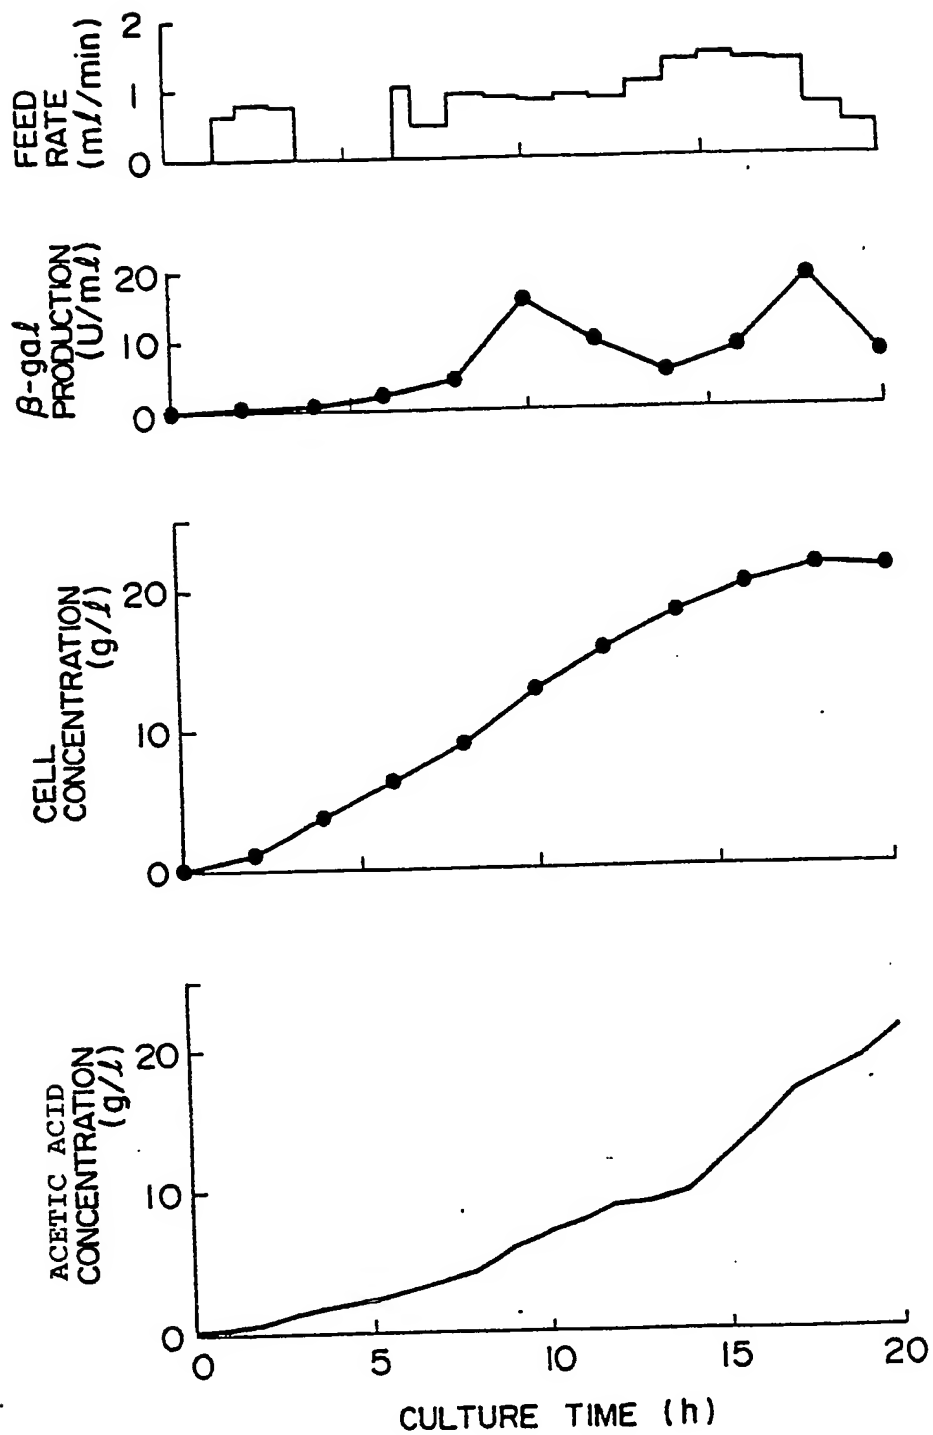 FEED
RATE
(ml/min)
2
1
0
β-gal
PRODUCTION
(U/ml)
20
10
0
CELL
CONCENTRATION
(g/l)
20
10
0
ACETIC ACID
CONCENTRATION
(g/l)
20
10
0
0 5 10 15 20
CULTURE TIME (h)